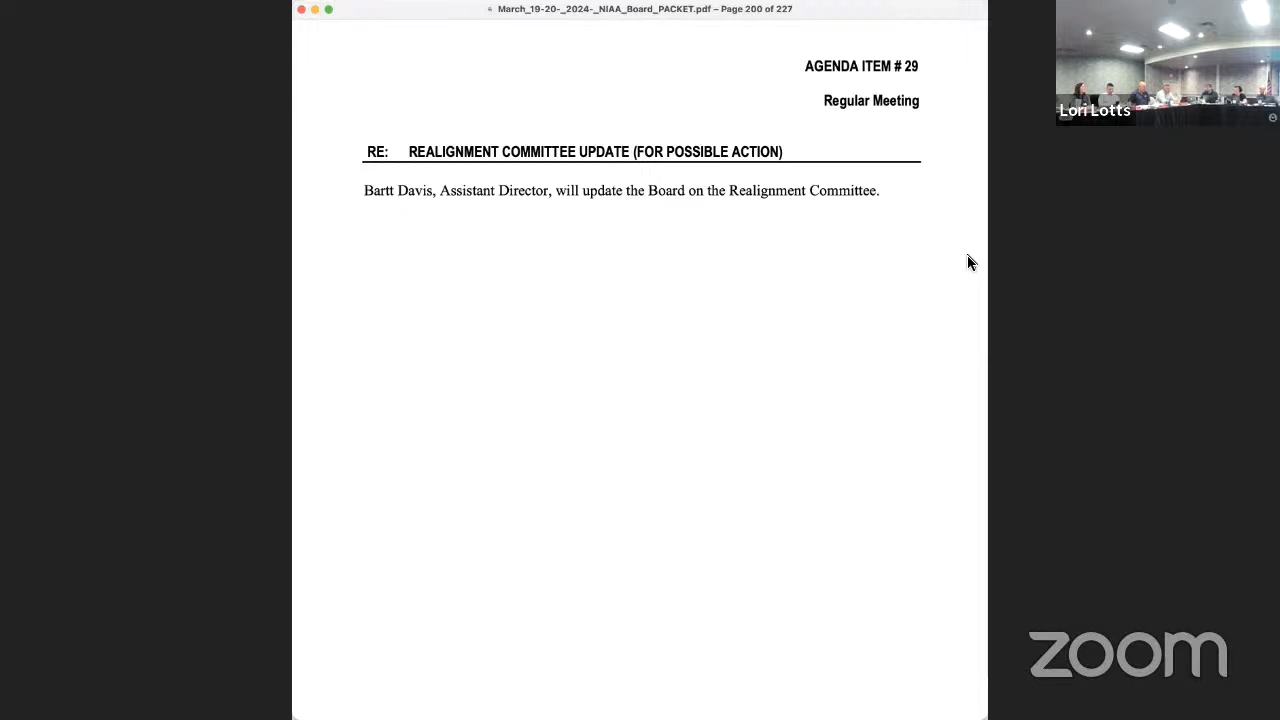 March_19-20-_2024-_NIAA_Board_PACKET.pdf – Page 200 of 227
AGENDA ITEM # 29
Regular Meeting
RE: REALIGNMENT COMMITTEE UPDATE (FOR POSSIBLE ACTION)
Bartt Davis, Assistant Director, will update the Board on the Realignment Committee.
Lori Lotts
zoom